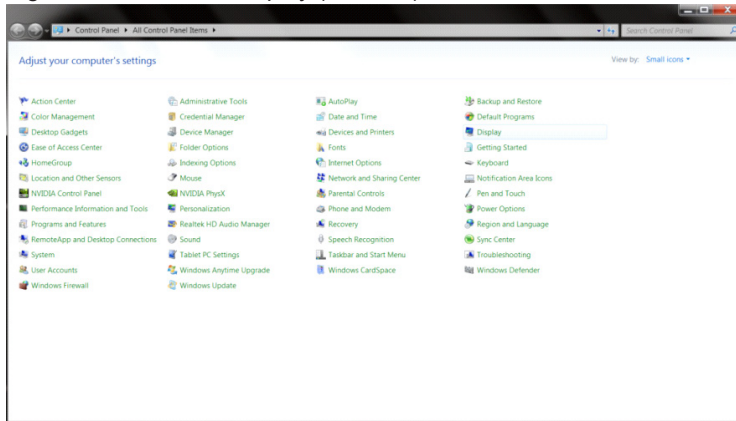 Control Panel ▸ All Control Panel Items ▸
Search Control Panel
Adjust your computer's settings
View by: Small icons
Action Center
Administrative Tools
AutoPlay
Backup and Restore
Color Management
Credential Manager
Date and Time
Default Programs
Desktop Gadgets
Device Manager
Devices and Printers
Display
Ease of Access Center
Folder Options
Fonts
Getting Started
HomeGroup
Indexing Options
Internet Options
Keyboard
Location and Other Sensors
Mouse
Network and Sharing Center
Notification Area Icons
NVIDIA Control Panel
NVIDIA PhysX
Parental Controls
Pen and Touch
Performance Information and Tools
Personalization
Phone and Modem
Power Options
Programs and Features
Realtek HD Audio Manager
Recovery
Region and Language
RemoteApp and Desktop Connections
Sound
Speech Recognition
Sync Center
System
Tablet PC Settings
Taskbar and Start Menu
Troubleshooting
User Accounts
Windows Anytime Upgrade
Windows CardSpace
Windows Defender
Windows Firewall
Windows Update